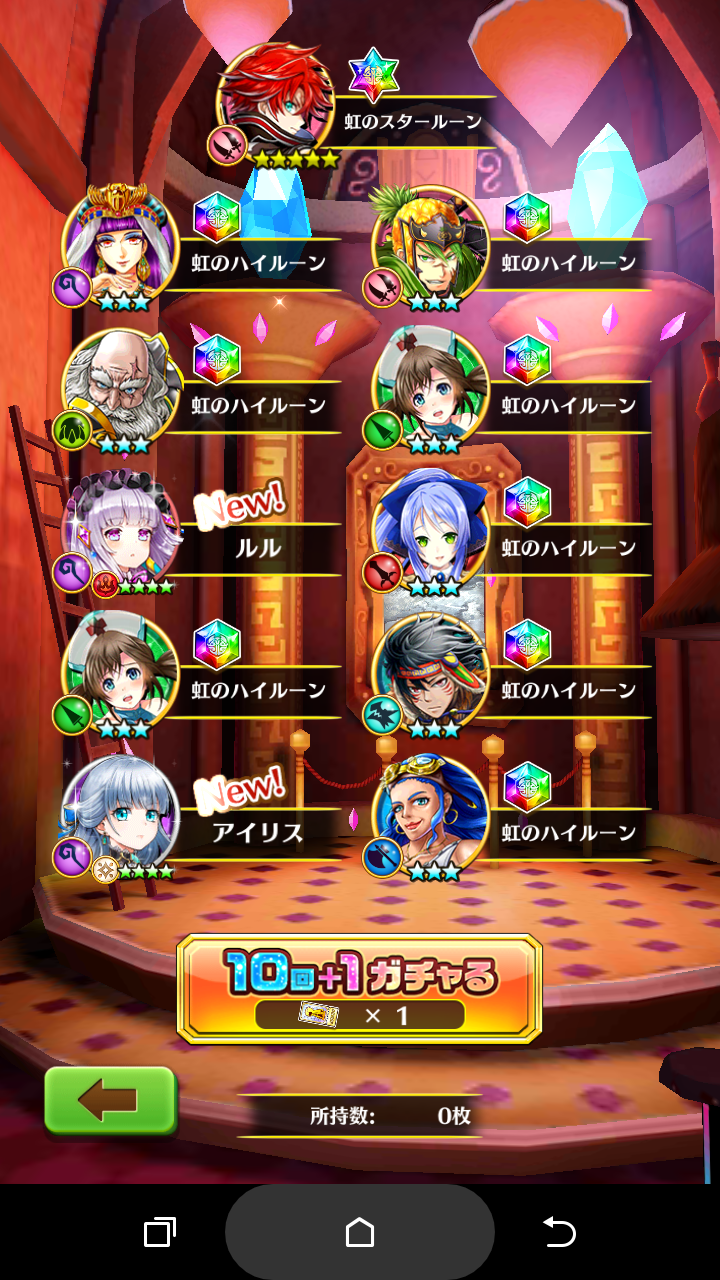 虹のスタールーン
虹のハイルーン
虹のハイルーン
虹のハイルーン
虹のハイルーン
New!
ルル
虹のハイルーン
虹のハイルーン
虹のハイルーン
New!
アイリス
虹のハイルーン
10回+1ガチャる
× 1
所持数: 0枚